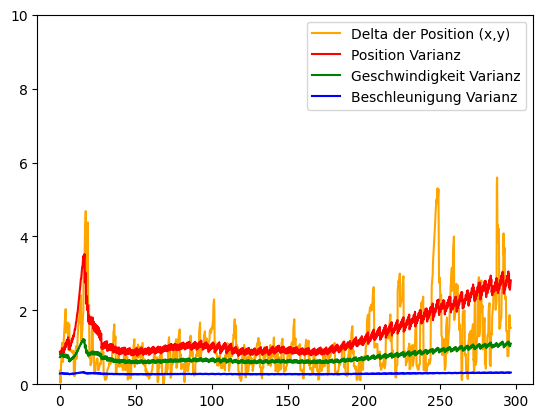 10
8
6
4
2
0
0 50 100 150 200 250 300
Delta der Position (x,y)
Position Varianz
Geschwindigkeit Varianz
Beschleunigung Varianz